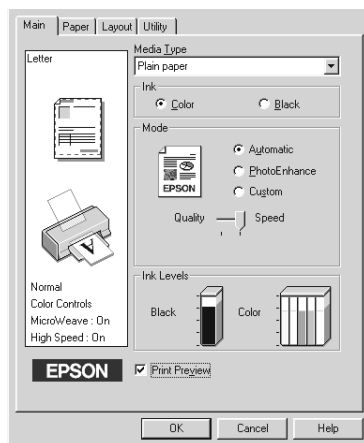 Main Paper Layout Utility
Letter
Media Type
Plain paper
Ink
Color Black
Mode
EPSON
Automatic
PhotoEnhance
Custom
Quality Speed
Normal
Color Controls
MicroWeave : On
High Speed : On
Ink Levels
Black Color
EPSON
Print Preview
OK Cancel Help